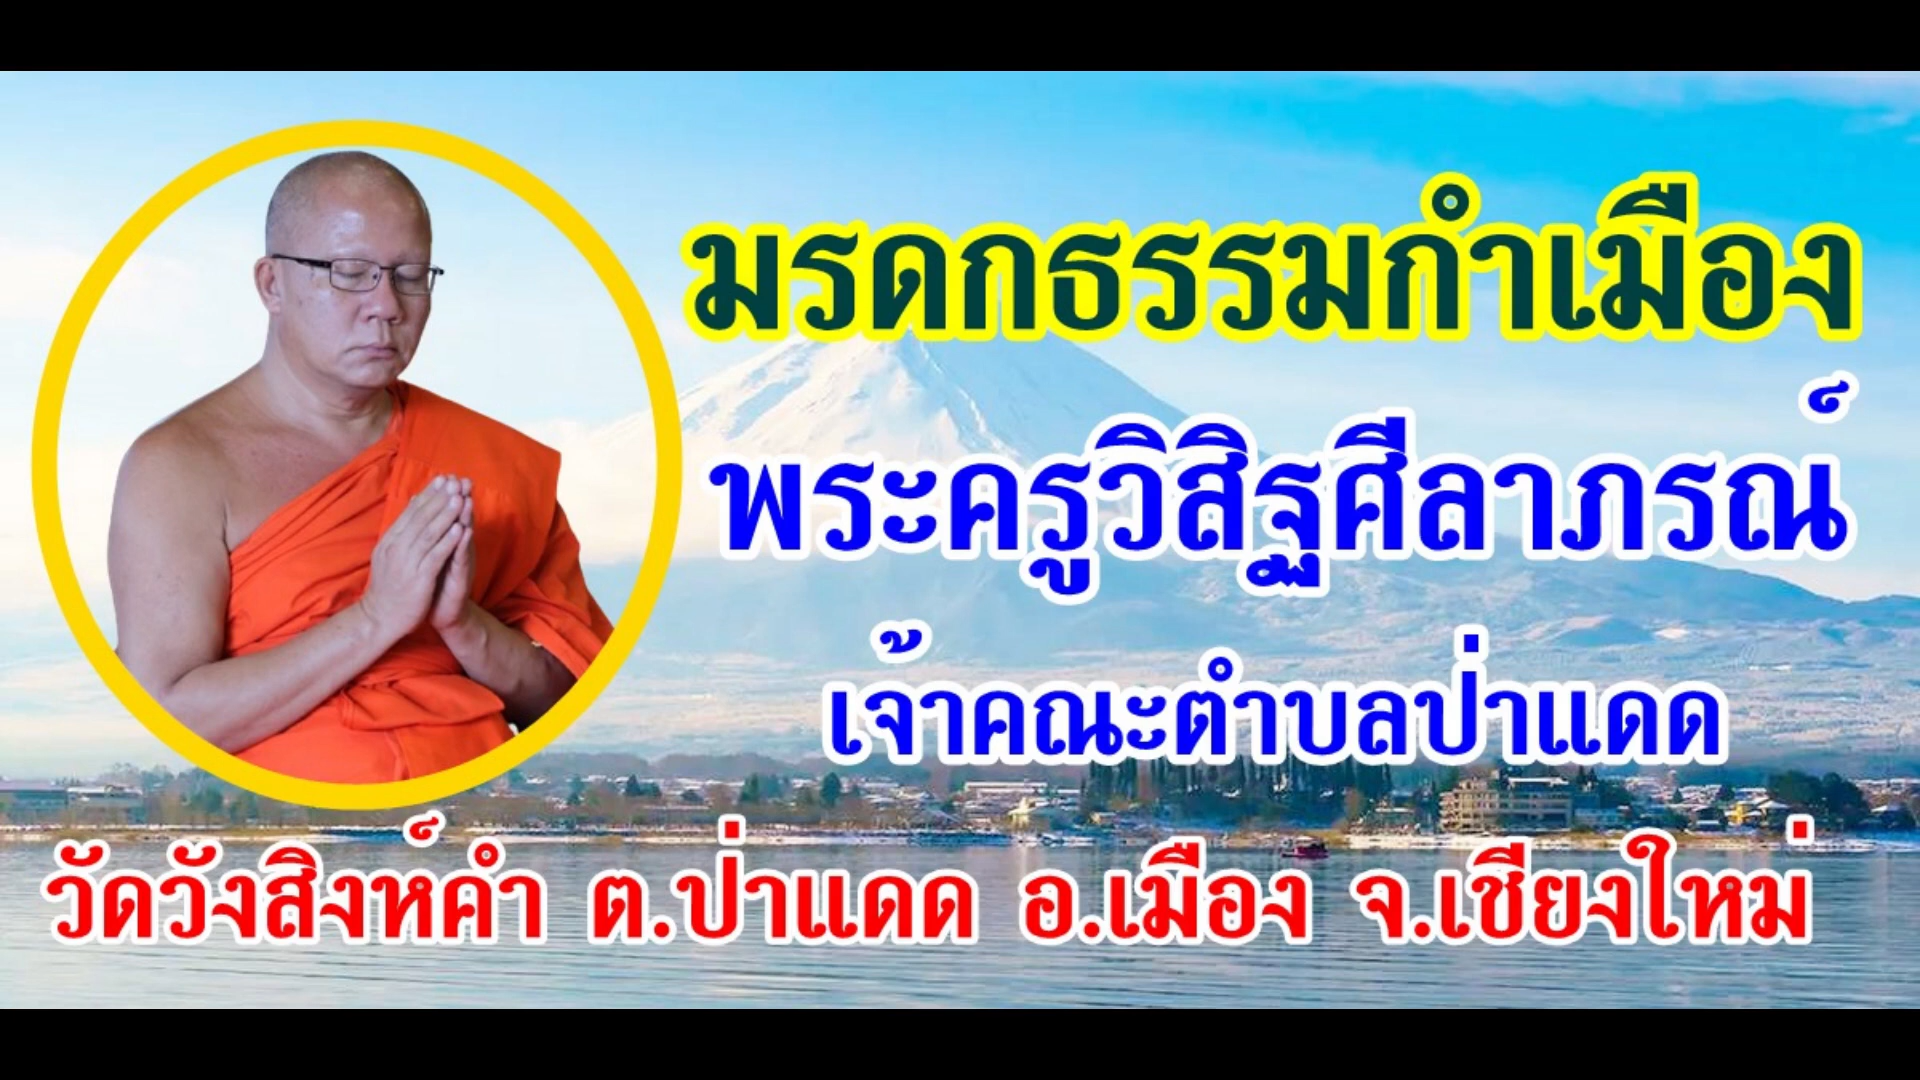 มรดกธรรมกำเมือง
พระครูวิสิฐศีลาภรณ์
เจ้าคณะตำบลป่าแดด
วัดวังสิงห์คำ ต.ป่าแดด อ.เมือง จ.เชียงใหม่